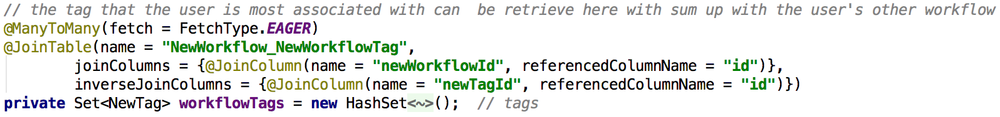 // the tag that the user is most associated with can  be retrieve here with sum up with the user's other workflow
@ManyToMany(fetch = FetchType.EAGER)
@JoinTable(name = "NewWorkflow_NewWorkflowTag",
        joinColumns = {@JoinColumn(name = "newWorkflowId", referencedColumnName = "id")},
        inverseJoinColumns = {@JoinColumn(name = "newTagId", referencedColumnName = "id")})
private Set<NewTag> workflowTags = new HashSet<~>();  // tags